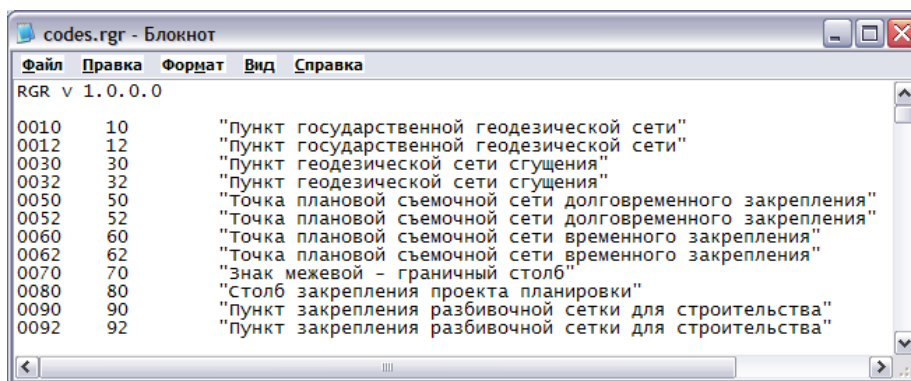 codes.rgr - Блокнот
Файл Правка Формат Вид Справка
RGR v 1.0.0.0
0010 10 "Пункт государственной геодезической сети"
0012 12 "Пункт государственной геодезической сети"
0030 30 "Пункт геодезической сети сгущения"
0032 32 "Пункт геодезической сети сгущения"
0050 50 "Точка плановой съемочной сети долговременного закрепления"
0052 52 "Точка плановой съемочной сети долговременного закрепления"
0060 60 "Точка плановой съемочной сети временного закрепления"
0062 62 "Точка плановой съемочной сети временного закрепления"
0070 70 "Знак межевой - граничный столб"
0080 80 "Столб закрепления проекта планировки"
0090 90 "Пункт закрепления разбивочной сетки для строительства"
0092 92 "Пункт закрепления разбивочной сетки для строительства"